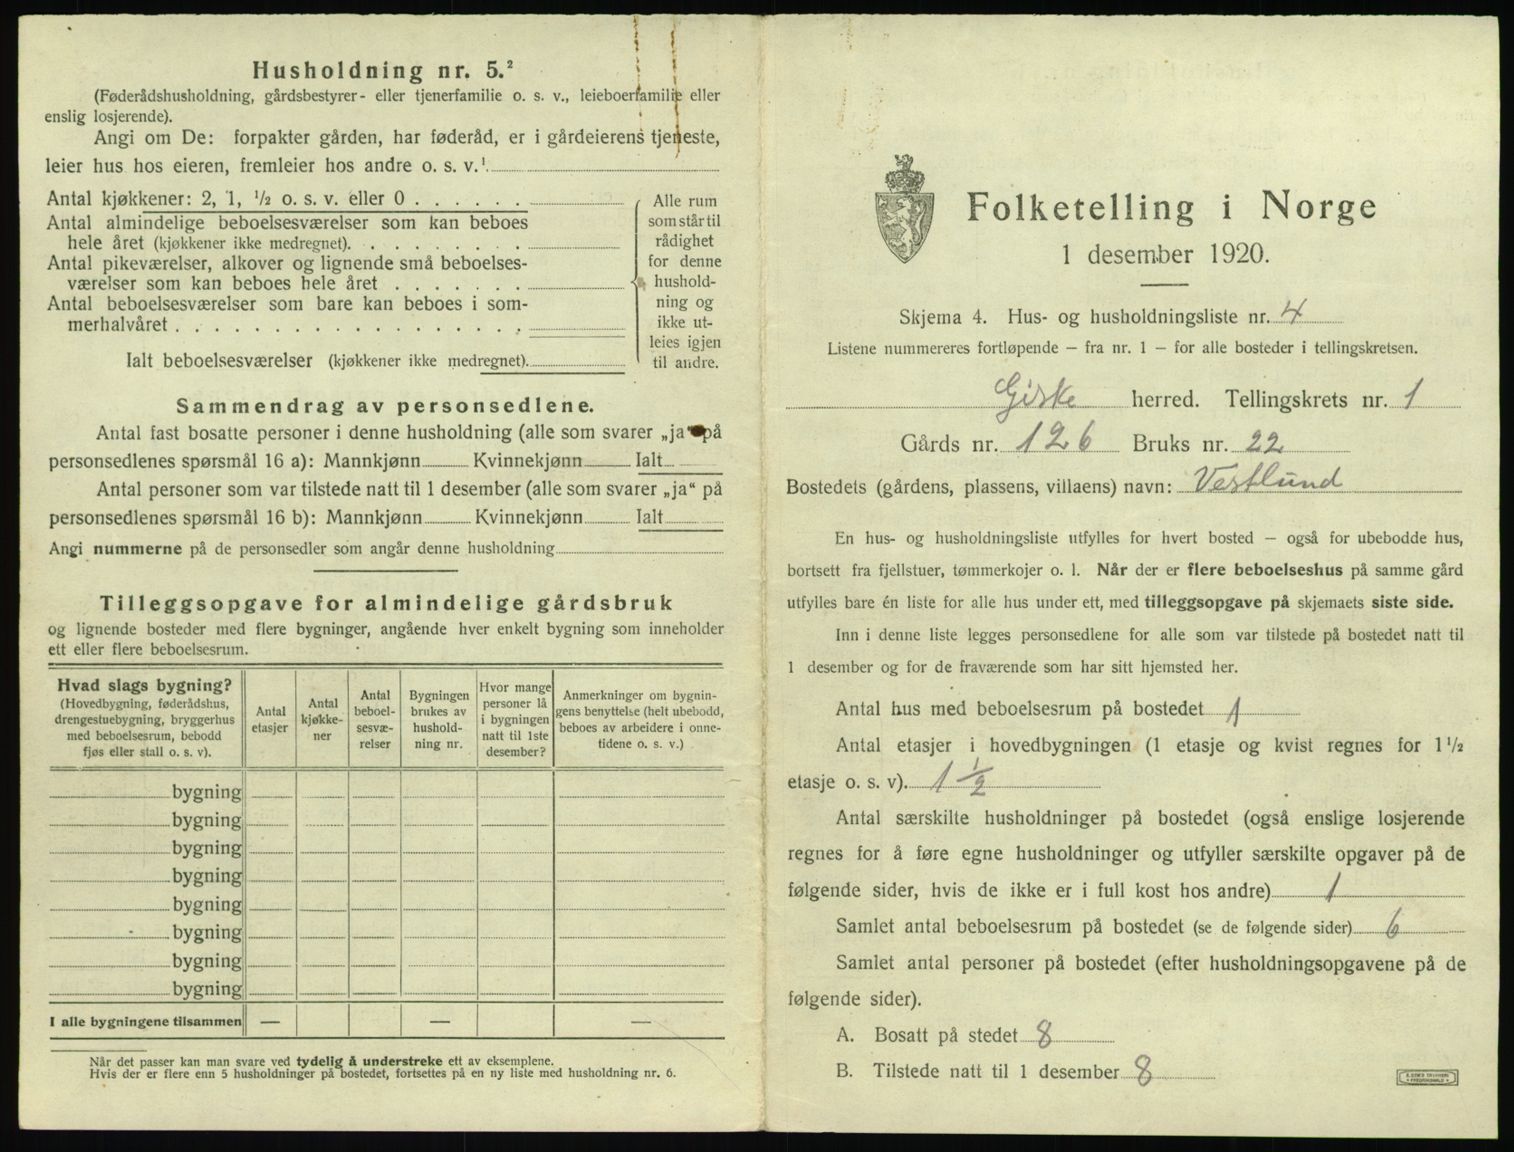 Husholdning nr. 5.²
(Føderådshusholdning, gårdsbestyrer- eller tjenerfamilie o. s. v., leieboerfamilie eller
enslig losjerende).
Angi om De: forpakter gården, har føderåd, er i gårdeierens tjeneste,
leier hus hos eieren, fremleier hos andre o. s. v.¹
Antal kjøkkener: 2, 1, ½ o. s. v. eller 0 . . . . . .
Antal almindelige beboelsesværelser som kan beboes
hele året (kjøkkener ikke medregnet). . . . . . . . .
Antal pikeværelser, alkover og lignende små beboelses-
værelser som kan beboes hele året . . . . . . .
Antal beboelsesværelser som bare kan beboes i som-
merhalvåret . . . . . . . . . . . . . . . . . .
Ialt beboelsesværelser (kjøkkener ikke medregnet).
Alle rum
som står til
rådighet
for denne
hushold-
ning og
ikke ut-
leies igjen
til andre.
Sammendrag av personsedlene.
Antal fast bosatte personer i denne husholdning (alle som svarer „ja“ på
personsedlenes spørsmål 16 a): Mannkjønn Kvinnekjønn Ialt
Antal personer som var tilstede natt til 1 desember (alle som svarer „ja“ på
personsedlenes spørsmål 16 b): Mannkjønn Kvinnekjønn Ialt
Angi nummerne på de personsedler som angår denne husholdning
Tilleggsopgave for almindelige gårdsbruk
og lignende bosteder med flere bygninger, angående hver enkelt bygning som inneholder
ett eller flere beboelsesrum.
Hvad slags bygning?
(Hovedbygning, føderådshus,
drengestuebygning, bryggerhus
med beboelsesrum, bebodd
fjøs eller stall o. s. v).
Antal
etasjer
Antal
kjøkke-
ner
Antal
beboel-
sesvæ-
relser
Bygningen
brukes av
hushold-
ning nr.
Hvor mange
personer lå
i bygningen
natt til 1ste
desember?
Anmerkninger om bygnin-
gens benyttelse (helt ubebodd,
beboes av arbeidere i onne-
tidene o. s. v.)
bygning
bygning
bygning
bygning
bygning
bygning
bygning
bygning
I alle bygningene tilsammen — — —
Når det passer kan man svare ved tydelig å understreke ett av eksemplene.
Hvis der er flere enn 5 husholdninger på bostedet, fortsettes på en ny liste med husholdning nr. 6.
Folketelling i Norge
1 desember 1920.
Skjema 4. Hus- og husholdningsliste nr. 4
Listene nummereres fortløpende – fra nr. 1 – for alle bosteder i tellingskretsen.
Giske herred. Tellingskrets nr. 1
Gårds nr. 126 Bruks nr. 22
Bostedets (gårdens, plassens, villaens) navn: Vestlund
En hus- og husholdningsliste utfylles for hvert bosted – også for ubebodde hus,
bortsett fra fjellstuer, tømmerkojer o. l. Når der er flere beboelseshus på samme gård
utfylles bare én liste for alle hus under ett, med tilleggsopgave på skjemaets siste side.
Inn i denne liste legges personsedlene for alle som var tilstede på bostedet natt til
1 desember og for de fraværende som har sitt hjemsted her.
Antal hus med beboelsesrum på bostedet 1
Antal etasjer i hovedbygningen (1 etasje og kvist regnes for 1½
etasje o. s. v). 1 ½
Antal særskilte husholdninger på bostedet (også enslige losjerende
regnes for å føre egne husholdninger og utfyller særskilte opgaver på de
følgende sider, hvis de ikke er i full kost hos andre) 1
Samlet antal beboelsesrum på bostedet (se de følgende sider) 6
Samlet antal personer på bostedet (efter husholdningsopgavene på de
følgende sider).
A. Bosatt på stedet 8
B. Tilstede natt til 1 desember 8